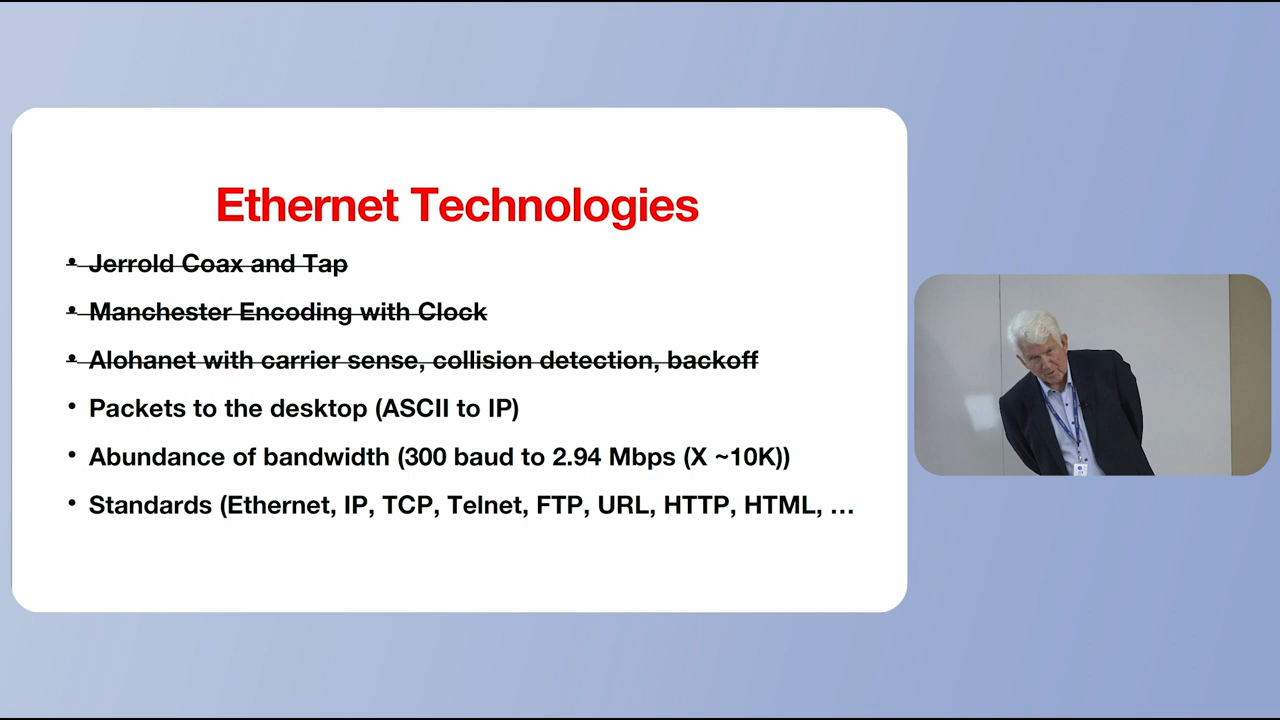 Ethernet Technologies
• Jerrold Coax and Tap
• Manchester Encoding with Clock
• Alohanet with carrier sense, collision detection, backoff
• Packets to the desktop (ASCII to IP)
• Abundance of bandwidth (300 baud to 2.94 Mbps (X ~10K))
• Standards (Ethernet, IP, TCP, Telnet, FTP, URL, HTTP, HTML, …